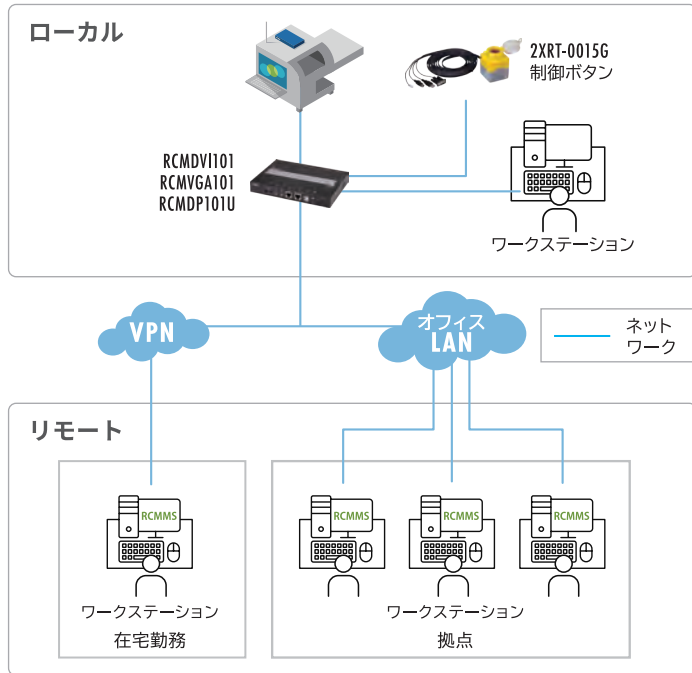 ローカル
2XRT-0015G
制御ボタン
RCMDVI101
RCMVGA101
RCMDP101U
ワークステーション
VPN
オフィス
LAN
ネット
ワーク
リモート
RCMMS
RCMMS
RCMMS
RCMMS
ワークステーション
在宅勤務
ワークステーション
拠点